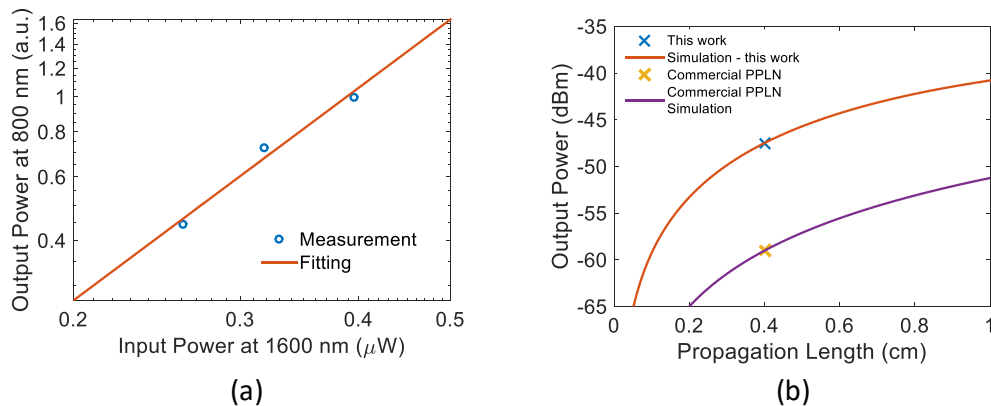 Output Power at 800 nm (a.u.)
1.6
1.4
1.2
1
0.8
0.6
0.4
Measurement
Fitting
0.2
0.3
0.4
0.5
Input Power at 1600 nm (μW)
(a)
Output Power (dBm)
-35
-40
-45
-50
-55
-60
-65
This work
Simulation - this work
Commercial PPLN
Commercial PPLN
Simulation
0
0.2
0.4
0.6
0.8
1
Propagation Length (cm)
(b)